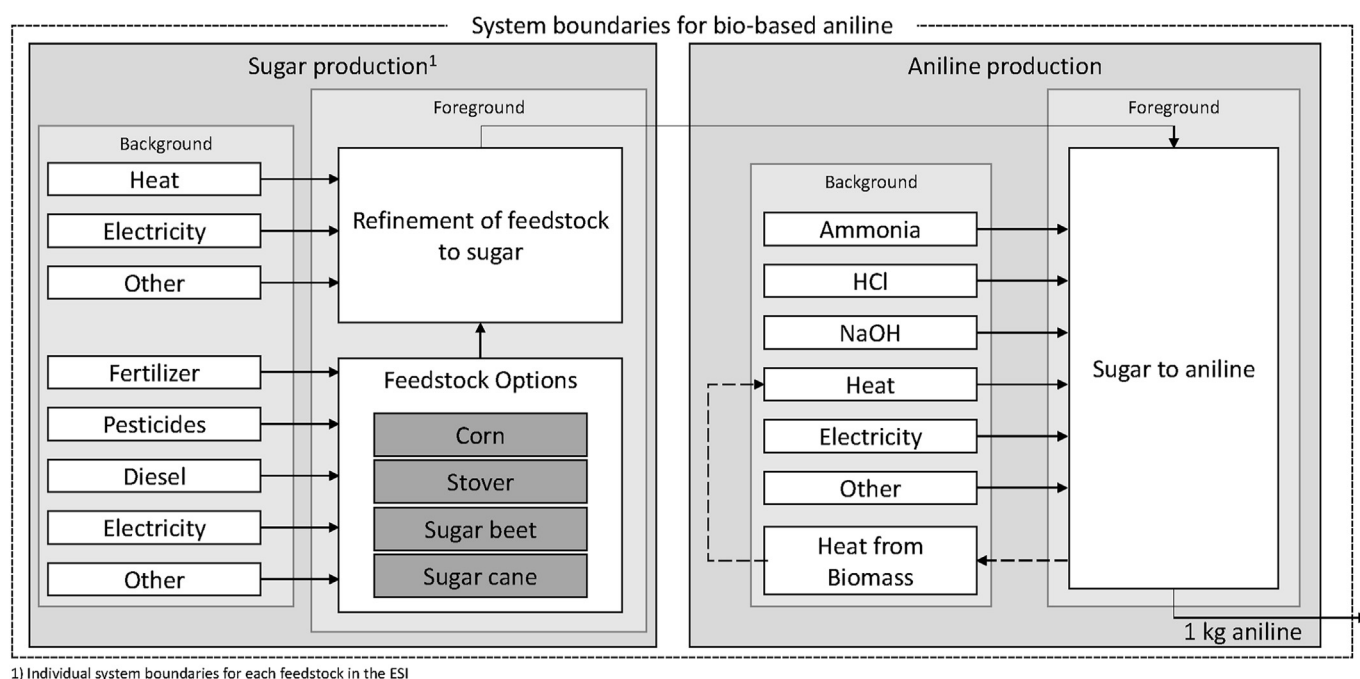 System boundaries for bio-based aniline
Sugar production¹
Foreground
Background
Heat
Electricity
Other
Refinement of feedstock
to sugar
Fertilizer
Pesticides
Diesel
Electricity
Other
Feedstock Options
Corn
Stover
Sugar beet
Sugar cane
Aniline production
Foreground
Background
Ammonia
HCl
NaOH
Heat
Electricity
Other
Heat from
Biomass
Sugar to aniline
1 kg aniline
1) Individual system boundaries for each feedstock in the ESI